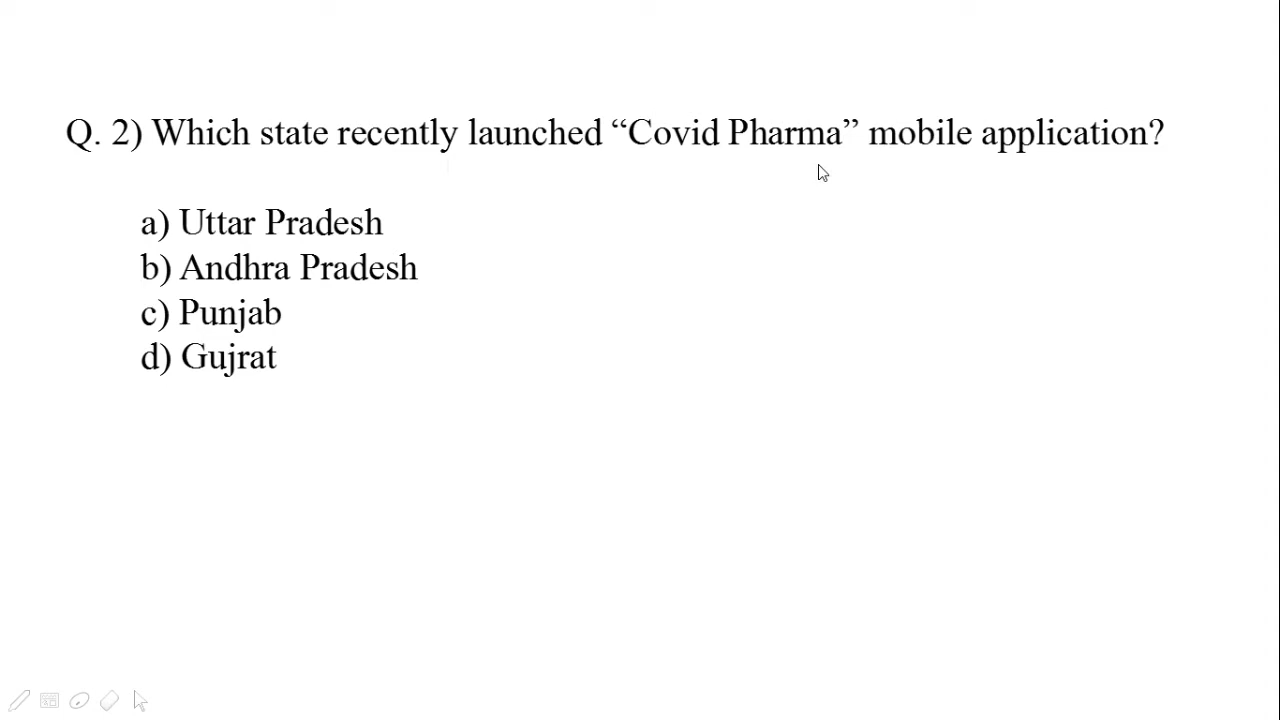 Q. 2) Which state recently launched “Covid Pharma” mobile application?
a) Uttar Pradesh
b) Andhra Pradesh
c) Punjab
d) Gujrat